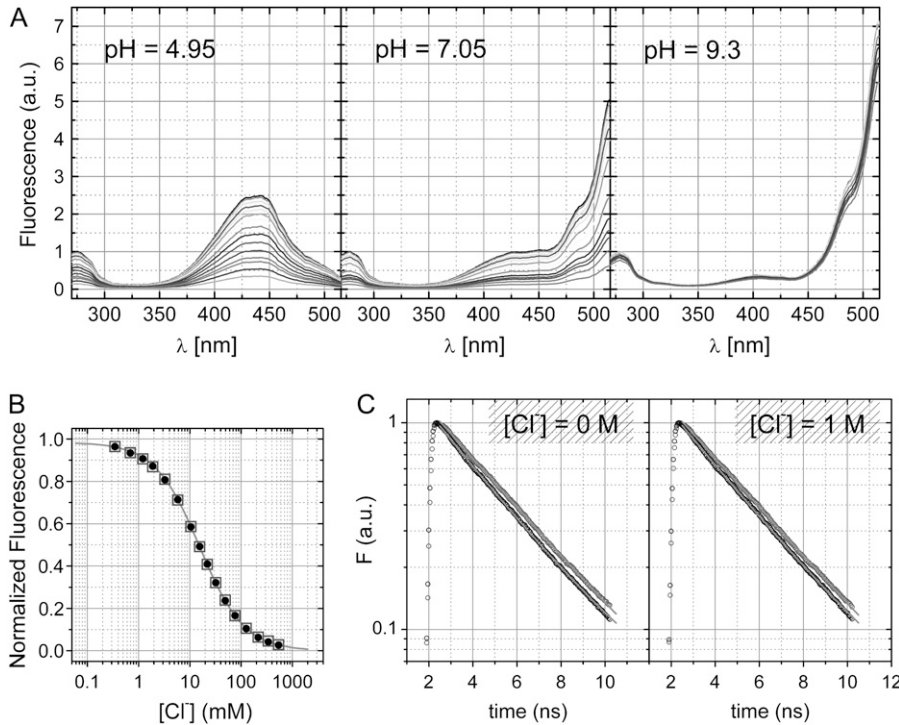 A
pH = 4.95
pH = 7.05
pH = 9.3
Fluorescence (a.u.)
7
6
5
4
3
2
1
0
300 350 400 450 500
300 350 400 450 500
300 350 400 450 500
λ [nm]
λ [nm]
λ [nm]
B
Normalized Fluorescence
1.0
0.8
0.6
0.4
0.2
0.0
0.1 1 10 100 1000
[Cl⁻] (mM)
C
[Cl⁻] = 0 M
[Cl⁻] = 1 M
F (a.u.)
1
0.1
2 4 6 8 10
2 4 6 8 10 12
time (ns)
time (ns)